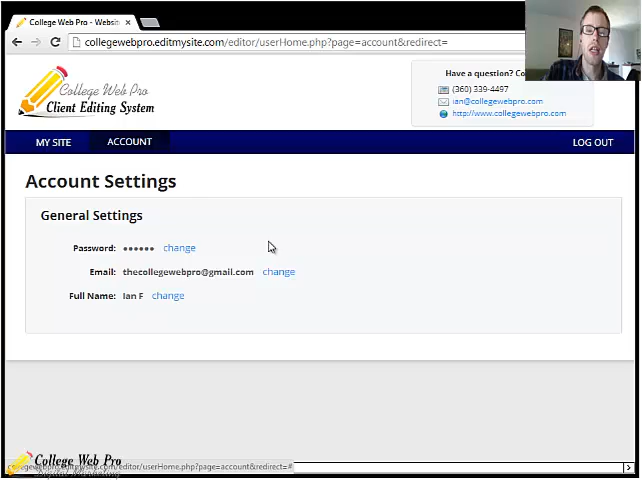 College Web Pro - Websit
collegewebpro.editmysite.com/editor/userHome.php?page=account&redirect=
College Web Pro
Client Editing System
Have a question? Co
(360) 339-4497
ian@collegewebpro.com
http://www.collegewebpro.com
MY SITE
ACCOUNT
LOG OUT
Account Settings
General Settings
Password: •••••• change
Email: thecollegewebpro@gmail.com change
Full Name: Ian F change
College Web Pro
Digital Marketing
collegewebpro.editmysite.com/editor/userHome.php?page=account&redirect=#